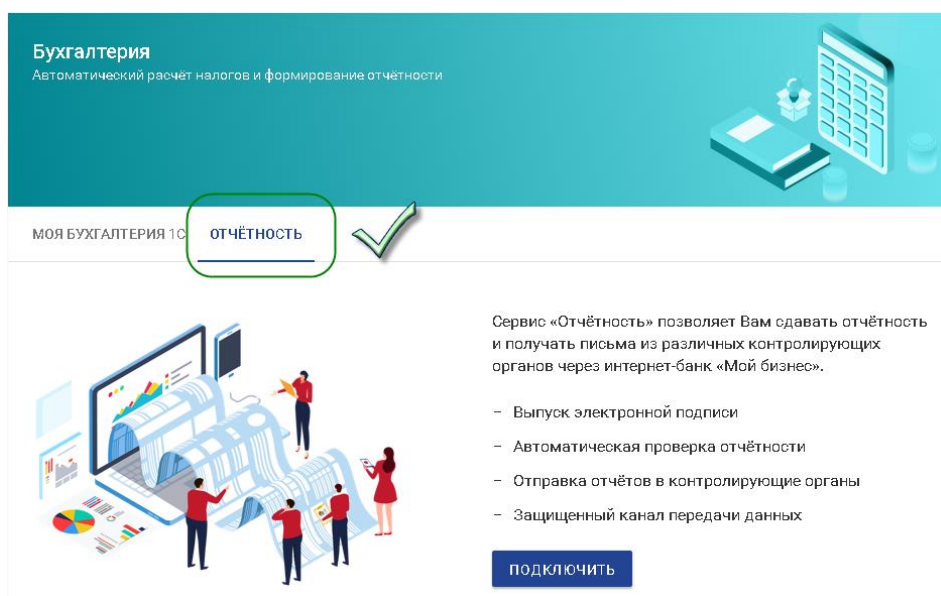 Бухгалтерия
Автоматический расчёт налогов и формирование отчётности
МОЯ БУХГАЛТЕРИЯ 1С ОТЧЁТНОСТЬ
Сервис «Отчётность» позволяет Вам сдавать отчётность
и получать письма из различных контролирующих
органов через интернет-банк «Мой бизнес».
– Выпуск электронной подписи
– Автоматическая проверка отчётности
– Отправка отчётов в контролирующие органы
– Защищенный канал передачи данных
ПОДКЛЮЧИТЬ